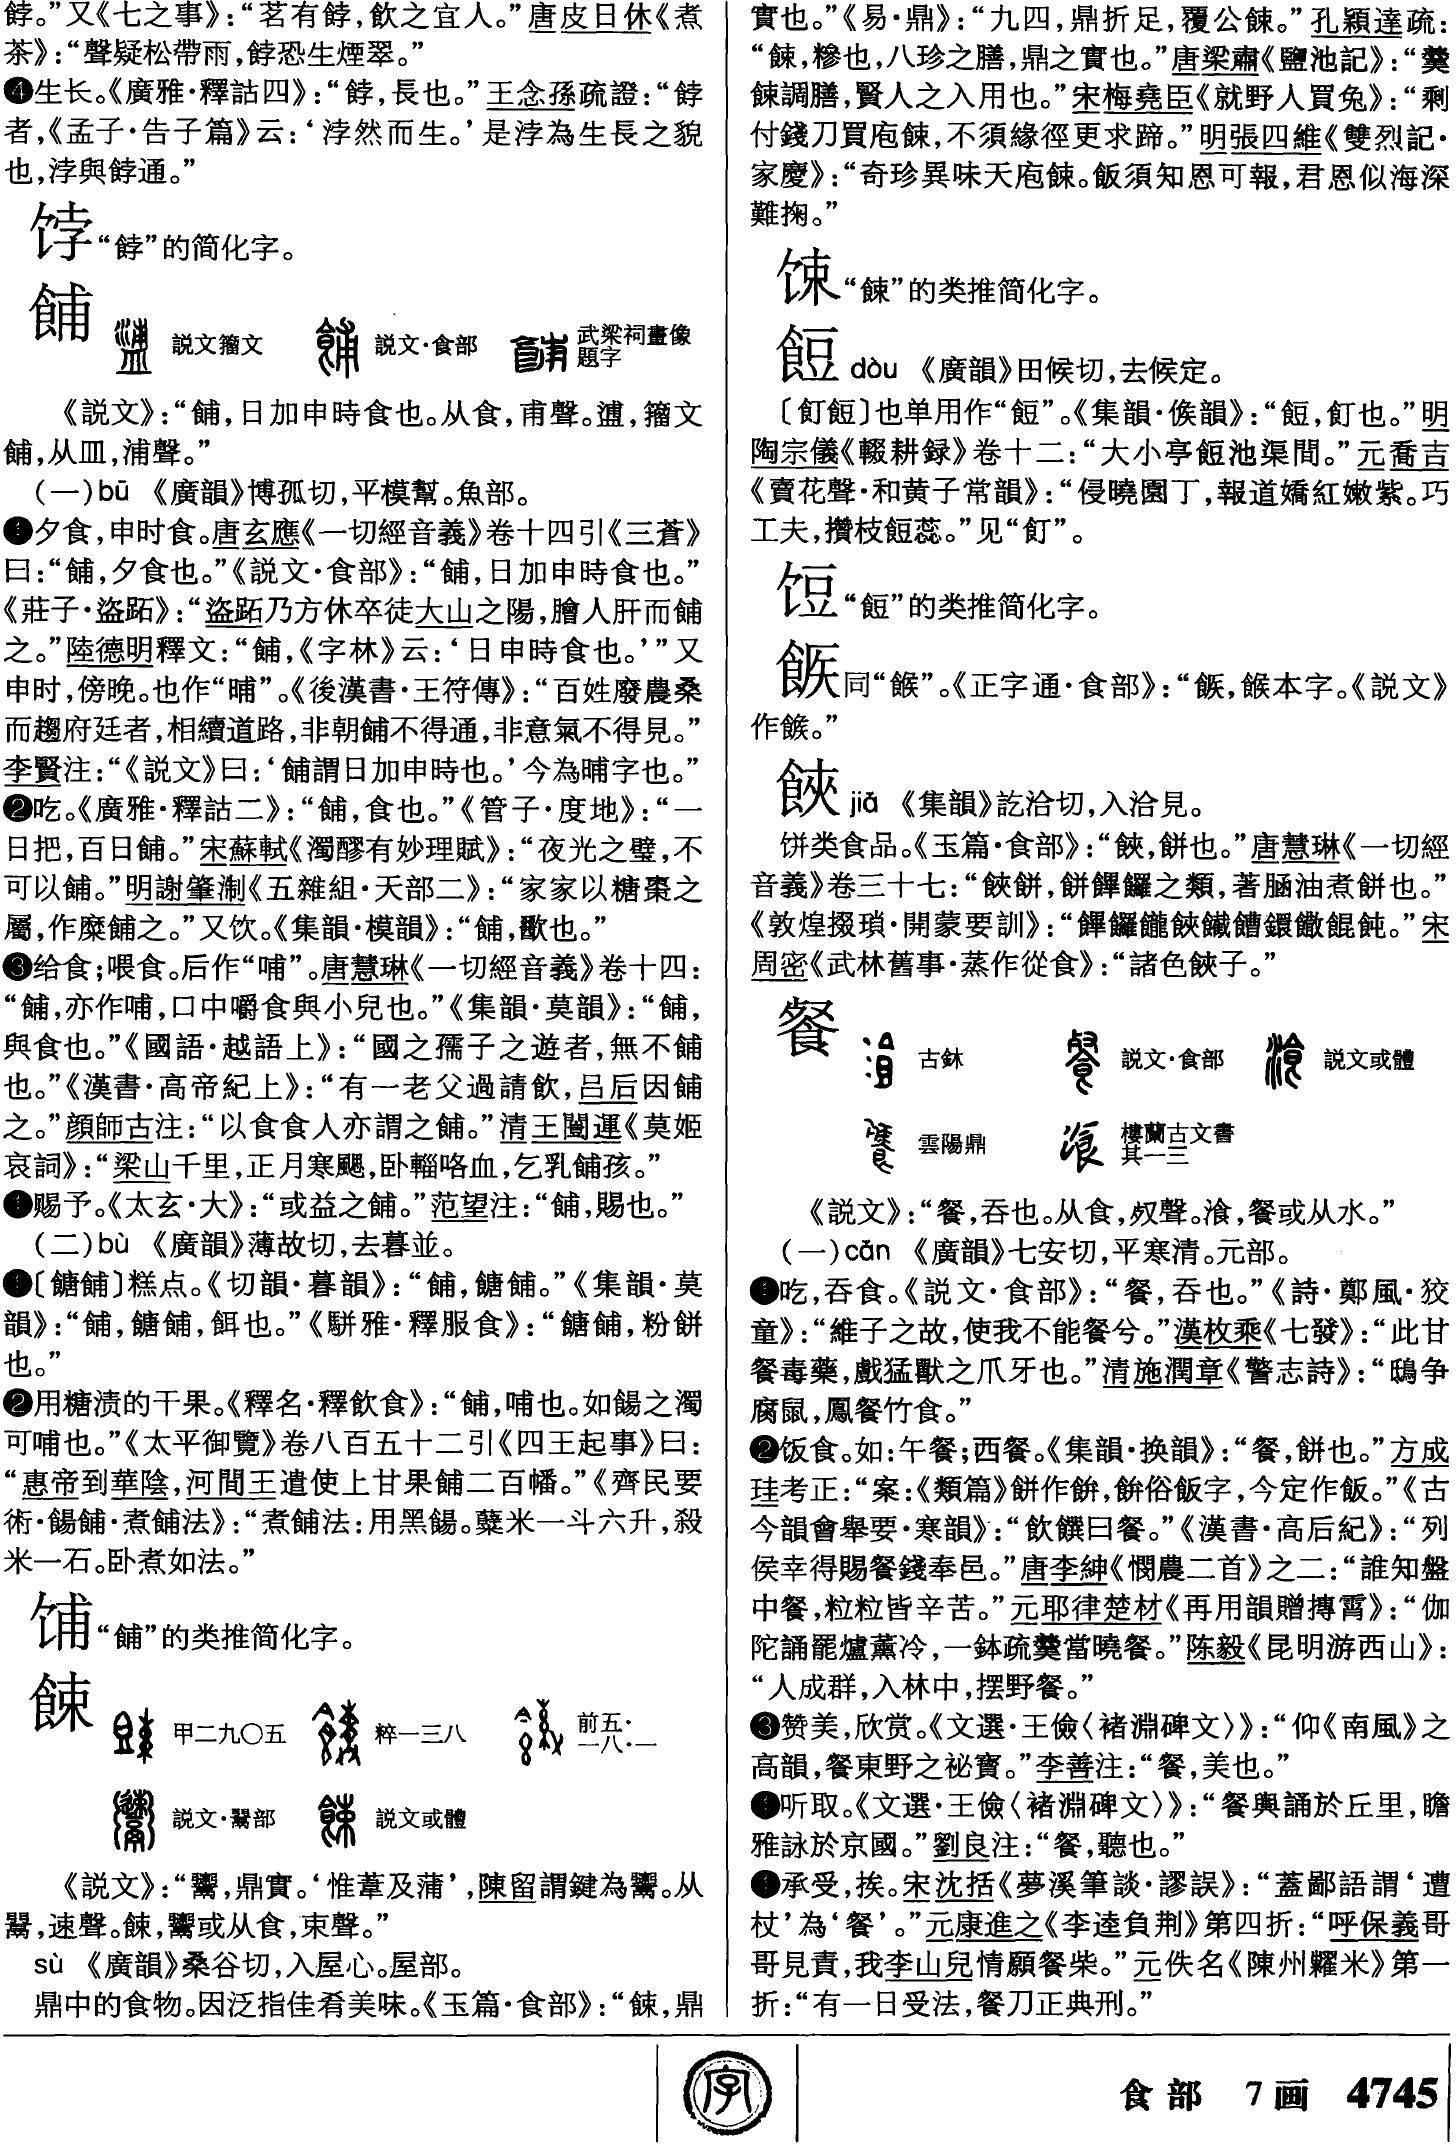 餑。”又《七之事》：“茗有餑，飲之宜人。”唐皮日休《煮
茶》：“聲疑松帶雨，餑恐生煙翠。”
❹生长。《廣雅·釋詁四》：“餑，長也。”王念孫疏證：“餑
者，《孟子·告子篇》云：‘浡然而生。’是浡為生長之貌
也，浡與餑通。”
饽“餑”的简化字。
餔
説文籀文 説文·食部 武梁祠畫像
題字
《説文》：“餔，日加申時食也。从食，甫聲。𥂈，籀文
餔，从皿，浦聲。”
（一）bū 《廣韻》博孤切，平模幫。魚部。
❶夕食，申时食。唐玄應《一切經音義》卷十四引《三蒼》
曰：“餔，夕食也。”《説文·食部》：“餔，日加申時食也。”
《莊子·盜跖》：“盜跖乃方休卒徒大山之陽，膾人肝而餔
之。”陸德明釋文：“餔，《字林》云：‘日申時食也。’”又
申时，傍晚。也作“晡”。《後漢書·王符傳》：“百姓廢農桑
而趨府廷者，相續道路，非朝餔不得通，非意氣不得見。”
李賢注：“《説文》曰：‘餔謂日加申時也。’今為晡字也。”
❷吃。《廣雅·釋詁二》：“餔，食也。”《管子·度地》：“一
日把，百日餔。”宋蘇軾《濁醪有妙理賦》：“夜光之璧，不
可以餔。”明謝肇淛《五雜組·天部二》：“家家以糖棗之
屬，作糜餔之。”又饮。《集韻·模韻》：“餔，歠也。”
❸给食；喂食。后作“哺”。唐慧琳《一切經音義》卷十四：
“餔，亦作哺，口中嚼食與小兒也。”《集韻·莫韻》：“餔，
與食也。”《國語·越語上》：“國之孺子之遊者，無不餔
也。”《漢書·高帝紀上》：“有一老父過請飲，吕后因餔
之。”顔師古注：“以食食人亦謂之餔。”清王闓運《莫姬
哀詞》：“梁山千里，正月寒颸，卧輜咯血，乞乳餔孩。”
❹赐予。《太玄·大》：“或益之餔。”范望注：“餔，賜也。”
（二）bù 《廣韻》薄故切，去暮並。
❶〔餹餔〕糕点。《切韻·暮韻》：“餔，餹餔。”《集韻·莫
韻》：“餔，餹餔，餌也。”《駢雅·釋服食》：“餹餔，粉餅
也。”
❷用糖渍的干果。《釋名·釋飲食》：“餔，哺也。如餳之濁
可哺也。”《太平御覽》卷八百五十二引《四王起事》曰：
“惠帝到華陰，河間王遣使上甘果餔二百幡。”《齊民要
術·餳餔·煮餔法》：“煮餔法：用黑餳。糵米一斗六升，殺
米一石。卧煮如法。”
𫗦“餔”的类推简化字。
餗
甲二九〇五 粹一三八 前五·
一八·一
説文·䰜部 説文或體
《説文》：“鬻，鼎實。‘惟葦及蒲’，陳留謂鍵為鬻。从
䰜，速聲。餗，鬻或从食，束聲。”
sù 《廣韻》桑谷切，入屋心。屋部。
鼎中的食物。因泛指佳肴美味。《玉篇·食部》：“餗，鼎
實也。”《易·鼎》：“九四，鼎折足，覆公餗。”孔穎達疏：
“餗，糝也，八珍之膳，鼎之實也。”唐梁肅《鹽池記》：“羹
餗調膳，賢人之入用也。”宋梅堯臣《就野人買兔》：“剩
付錢刀買庖餗，不須緣徑更求蹄。”明張四維《雙烈記·
家慶》：“奇珍異味天庖餗。飯須知恩可報，君恩似海深
難掬。”
𫗧“餗”的类推简化字。
餖 dòu 《廣韻》田候切，去候定。
〔飣餖〕也单用作“餖”。《集韻·𠊱韻》：“餖，飣也。”明
陶宗儀《輟耕録》卷十二：“大小亭餖池渠間。”元喬吉
《賣花聲·和黄子常韻》：“侵曉園丁，報道嬌紅嫩紫。巧
工夫，攢枝餖蕊。”见“飣”。
饾“餖”的类推简化字。
䬦同“餱”。《正字通·食部》：“䬦，餱本字。《説文》
作餱。”
餄 jiā 《集韻》訖洽切，入洽見。
饼类食品。《玉篇·食部》：“餄，餅也。”唐慧琳《一切經
音義》卷三十七：“餄餅，餅饆饠之類，著䐉油煮餅也。”
《敦煌掇瑣·開蒙要訓》：“饆饠䭚餄䥫䭏䭔饊餛飩。”宋
周密《武林舊事·蒸作從食》：“諸色餄子。”
餐
古鉥 説文·食部 説文或體
雲陽鼎 樓蘭古文書
其一三
《説文》：“餐，吞也。从食，𣦼聲。湌，餐或从水。”
（一）cān 《廣韻》七安切，平寒清。元部。
❶吃，吞食。《説文·食部》：“餐，吞也。”《詩·鄭風·狡
童》：“維子之故，使我不能餐兮。”漢枚乘《七發》：“此甘
餐毒藥，戲猛獸之爪牙也。”清施潤章《警志詩》：“鴟争
腐鼠，鳳餐竹食。”
❷饭食。如：午餐；西餐。《集韻·换韻》：“餐，餅也。”方成
珪考正：“案：《類篇》餅作飰，飰俗飯字，今定作飯。”《古
今韻會舉要·寒韻》：“飲饌曰餐。”《漢書·高后紀》：“列
侯幸得賜餐錢奉邑。”唐李紳《憫農二首》之二：“誰知盤
中餐，粒粒皆辛苦。”元耶律楚材《再用韻贈摶霄》：“伽
陀誦罷爐薰冷，一鉢疏羹當曉餐。”陈毅《昆明游西山》：
“人成群，入林中，摆野餐。”
❸赞美，欣赏。《文選·王儉〈褚淵碑文〉》：“仰《南風》之
高韻，餐東野之祕寶。”李善注：“餐，美也。”
❹听取。《文選·王儉〈褚淵碑文〉》：“餐輿誦於丘里，瞻
雅詠於京國。”劉良注：“餐，聽也。”
❺承受，挨。宋沈括《夢溪筆談·謬誤》：“蓋鄙語謂‘遭
杖’為‘餐’。”元康進之《李逵負荆》第四折：“呼保義哥
哥見責，我李山兒情願餐柴。”元佚名《陳州糶米》第一
折：“有一日受法，餐刀正典刑。”
字
食部 7画 4745